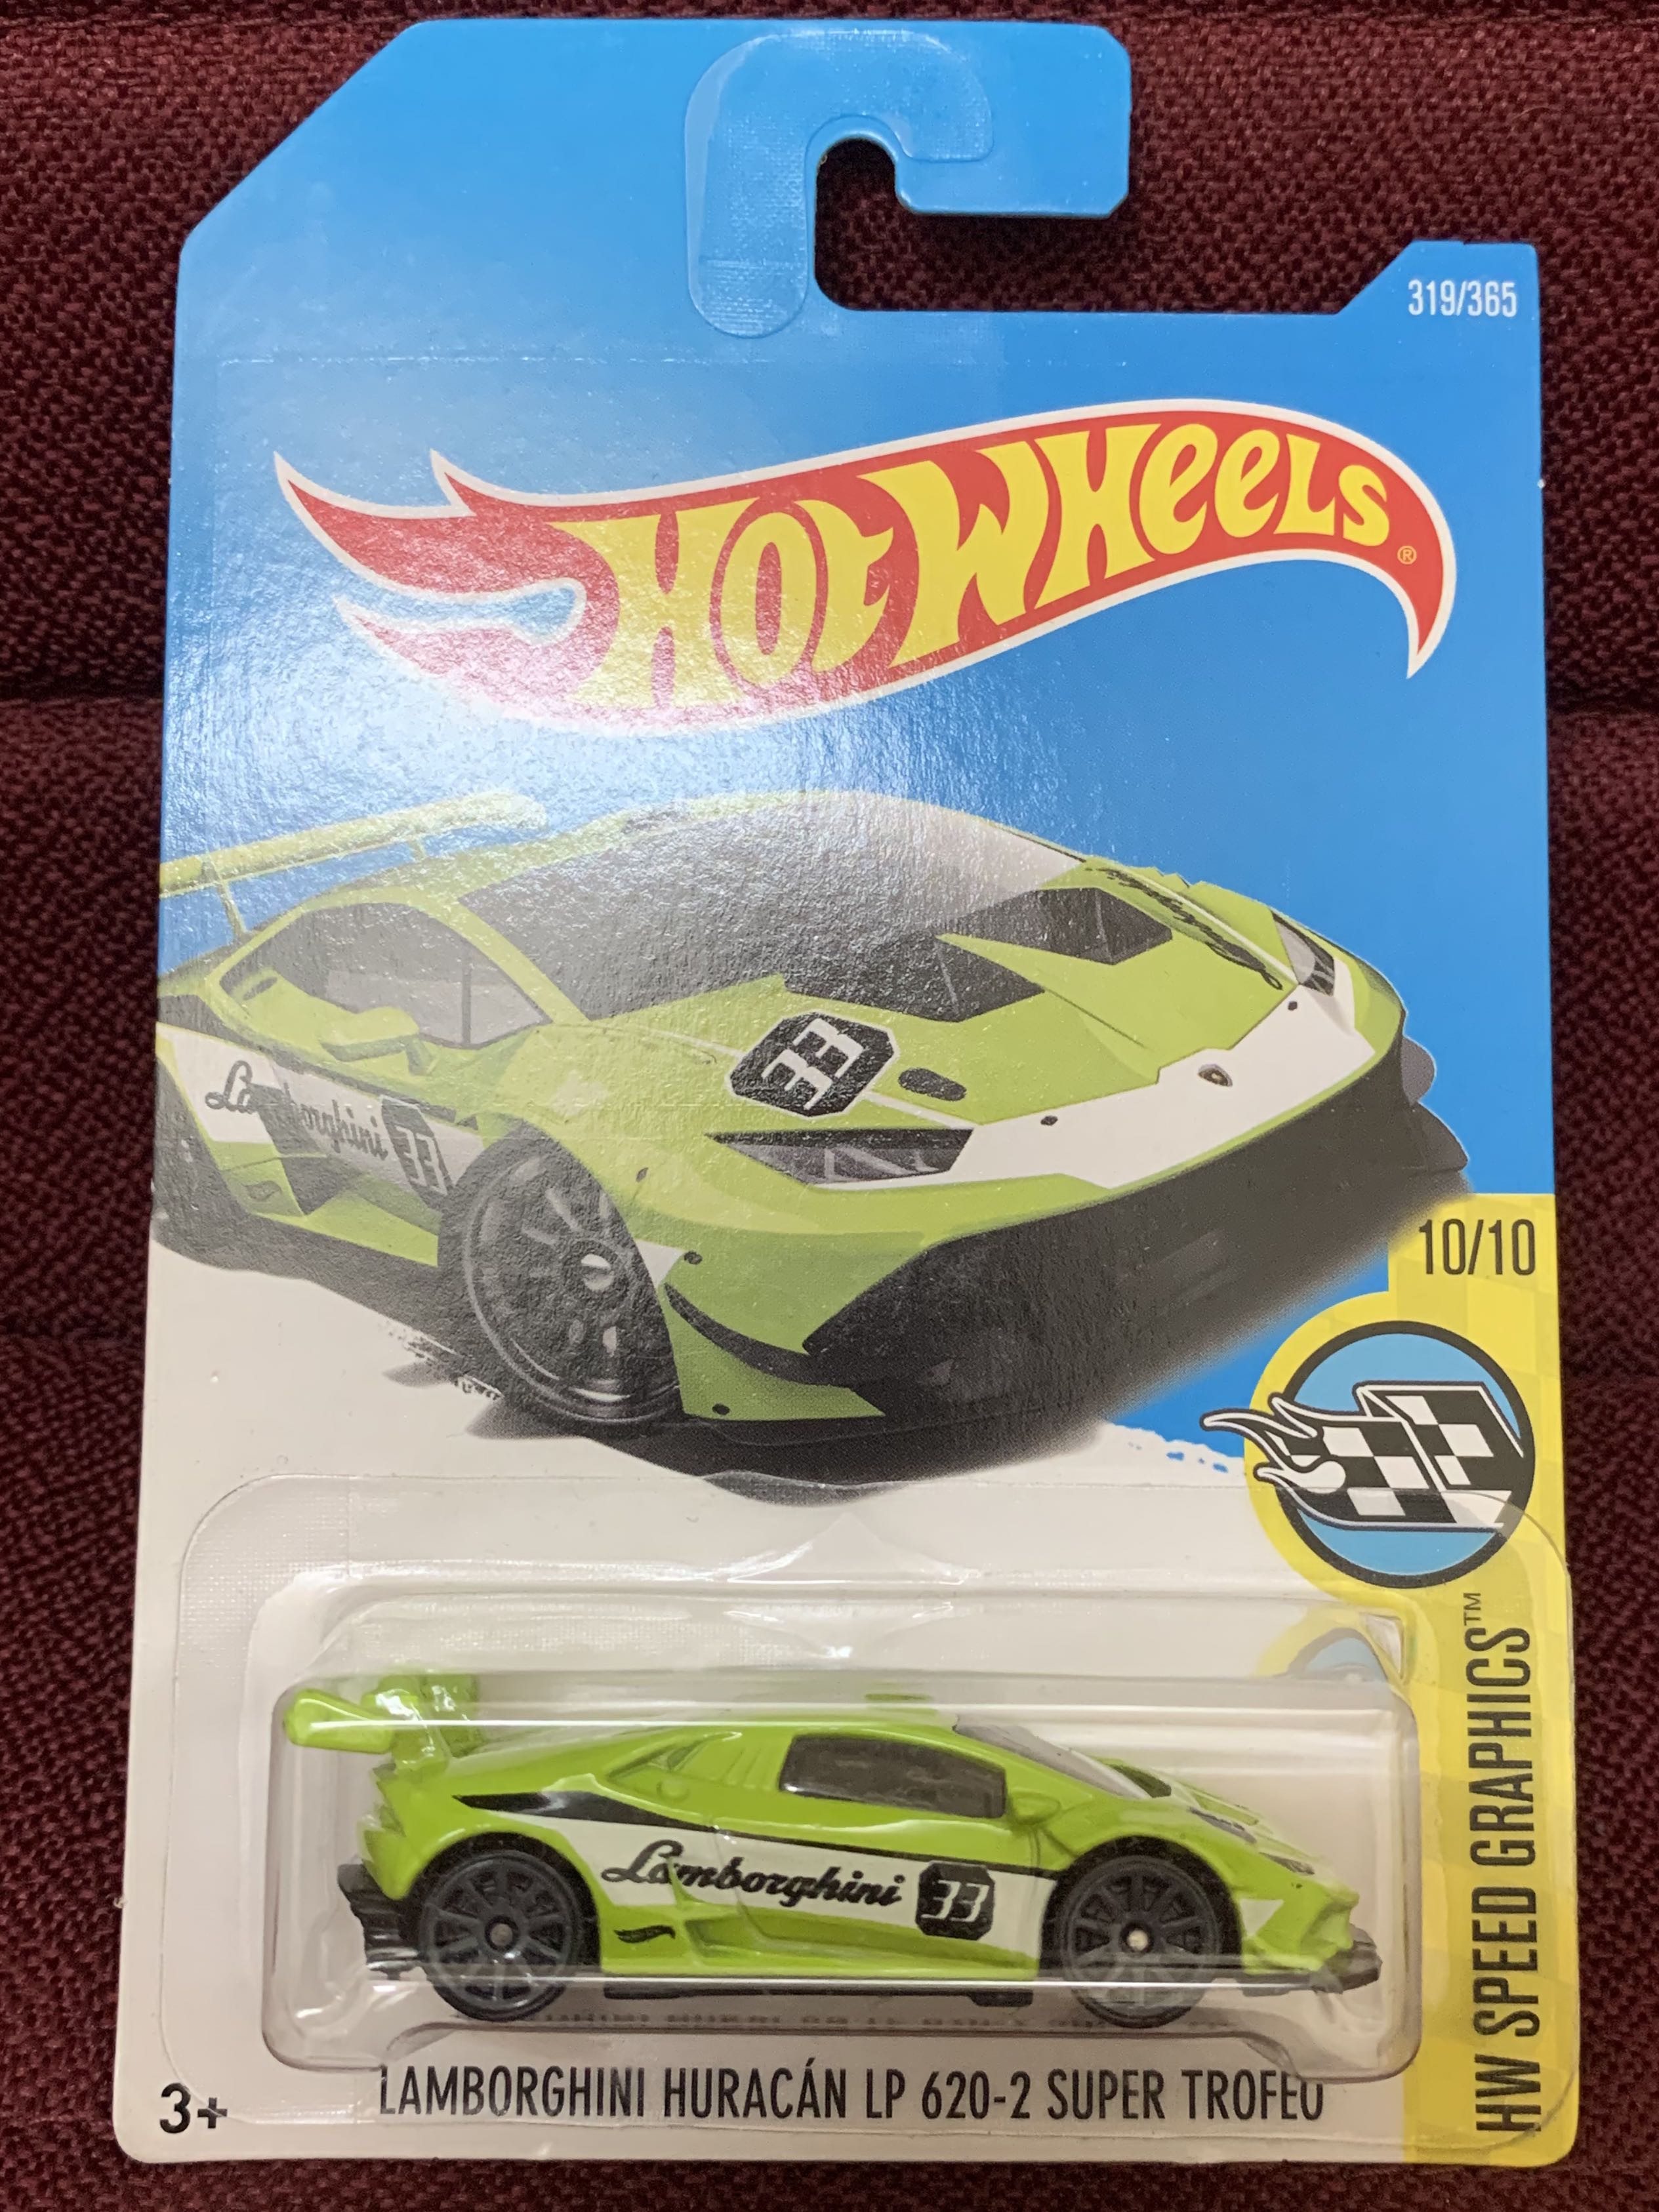 319/365
HOT WHEELS®
33
Lamborghini 33
10/10
HW SPEED GRAPHICS™
Lamborghini 33
3+
LAMBORGHINI HURACÁN LP 620-2 SUPER TROFEO